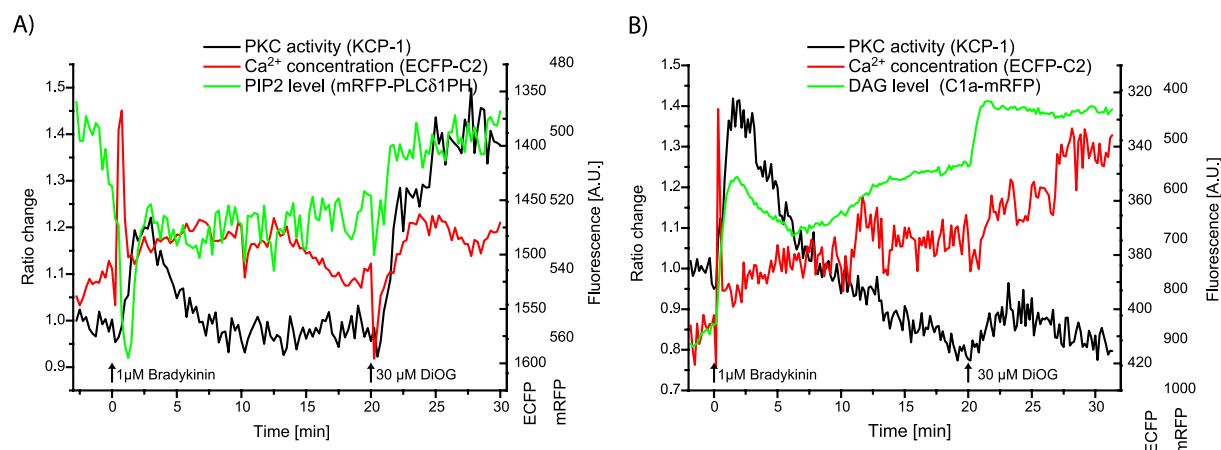 A)
PKC activity (KCP-1)
Ca2+ concentration (ECFP-C2)
PIP2 level (mRFP-PLCδ1PH)
Ratio change
1.5
1.4
1.3
1.2
1.1
1.0
0.9
1μM Bradykinin
30 μM DiOG
0 5 10 15 20 25 30
Time [min]
1350
1400
1450
1500
1550
1600
ECFP
480
500
520
540
560
mRFP
Fluorescence [A.U.]
B)
PKC activity (KCP-1)
Ca2+ concentration (ECFP-C2)
DAG level (C1a-mRFP)
Ratio change
1.5
1.4
1.3
1.2
1.1
1.0
0.9
0.8
0.7
1μM Bradykinin
30 μM DiOG
0 5 10 15 20 25 30
Time [min]
320
340
360
380
400
420
ECFP
400
500
600
700
800
900
1000
mRFP
Fluorescence [A.U.]